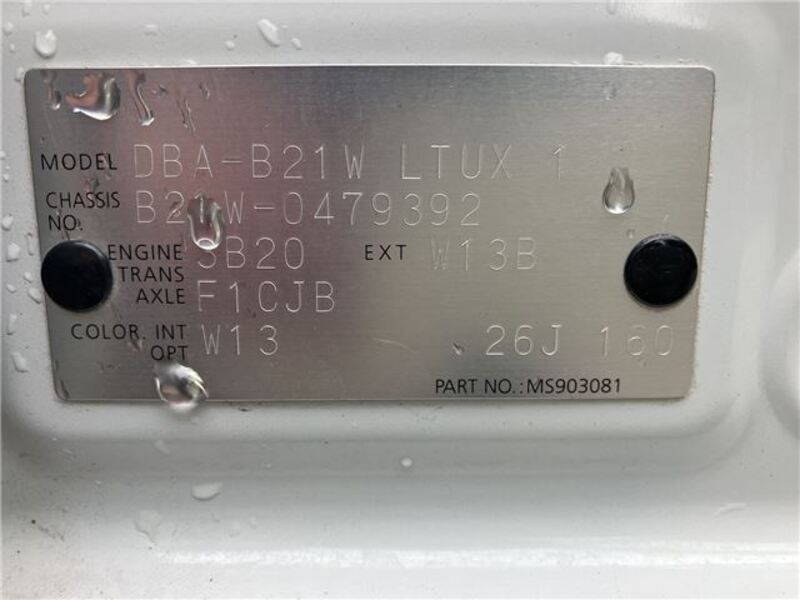 MODEL DBA-B21W LTUX 1
CHASSIS NO. B21W-0479392
ENGINE 3B20 EXT W13B
TRANS AXLE F1CJB
COLOR. INT OPT W13 26J 160
PART NO.: MS903081